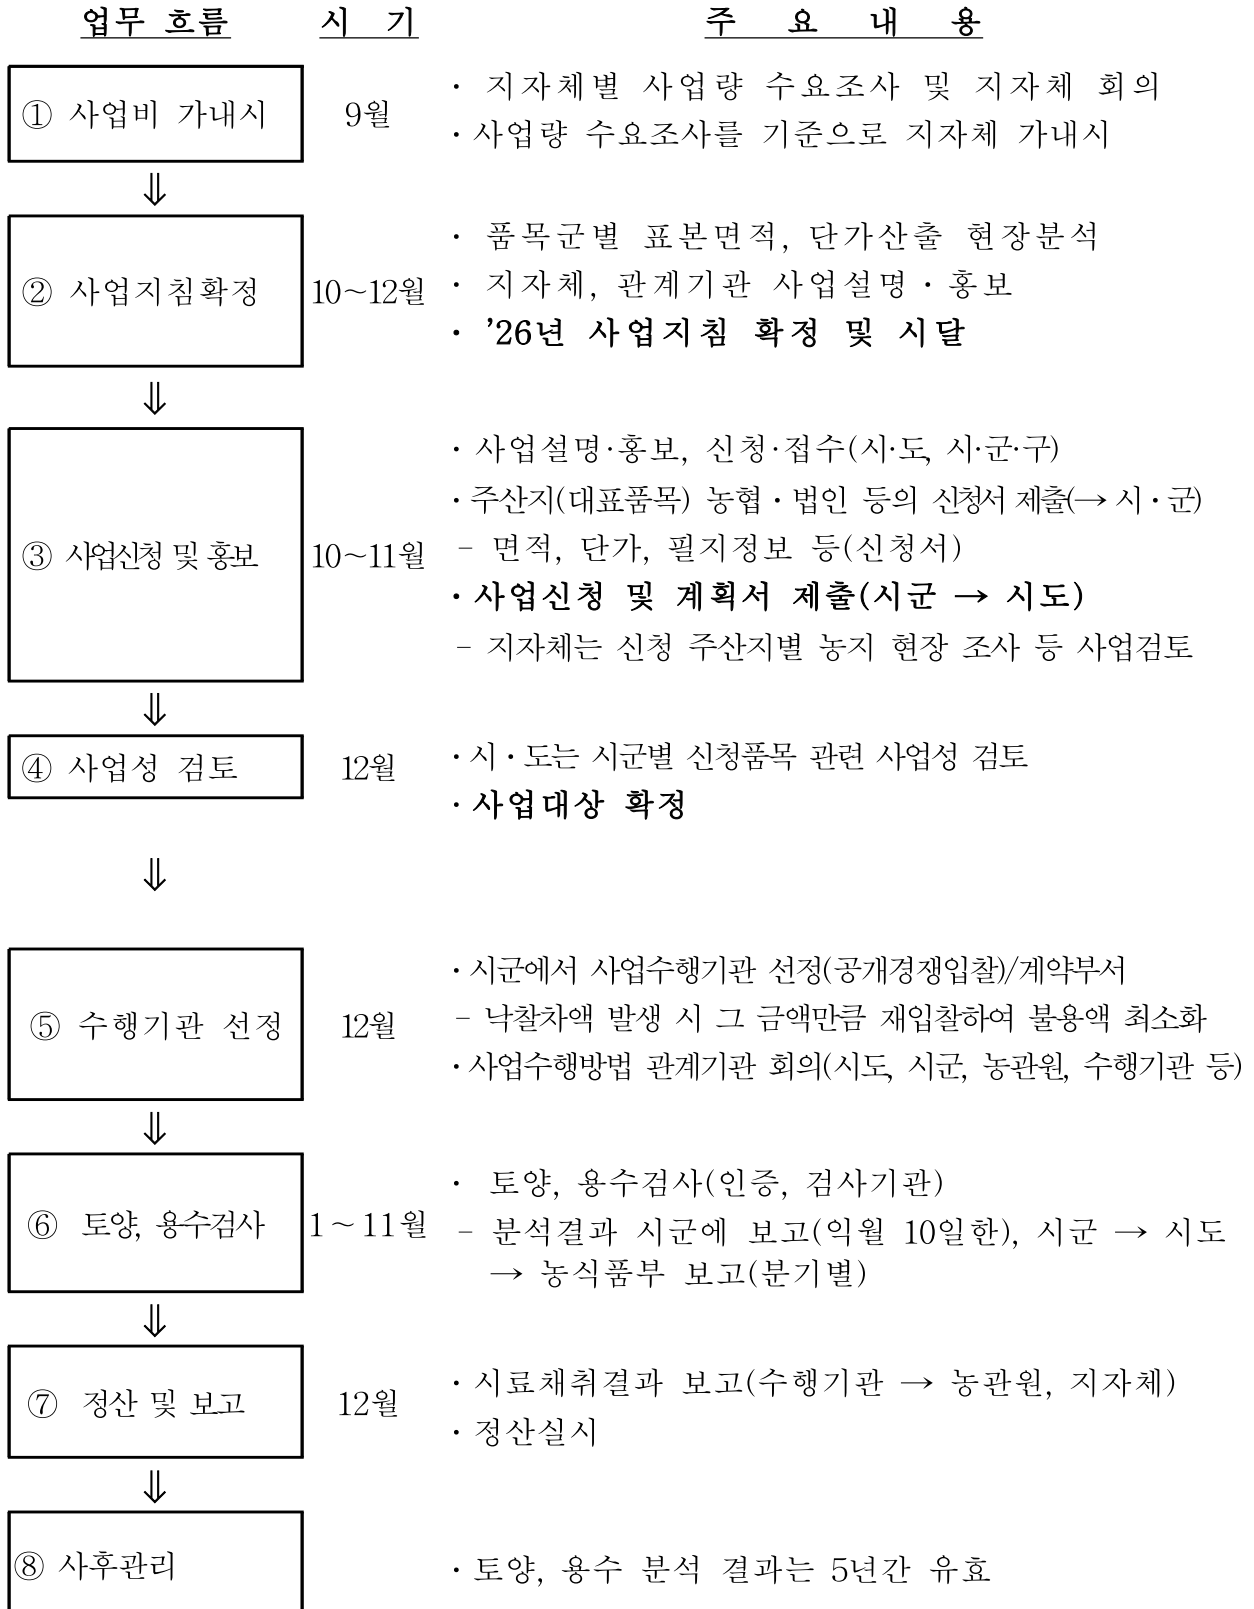 업무 흐름 시 기 주 요 내 용
① 사업비 가내시 9월
· 지자체별 사업량 수요조사 및 지자체 회의
· 사업량 수요조사를 기준으로 지자체 가내시
⇓
② 사업지침확정 10~12월
· 품목군별 표본면적, 단가산출 현장분석
· 지자체, 관계기관 사업설명·홍보
· ’26년 사업지침 확정 및 시달
⇓
③ 사업신청 및 홍보 10~11월
· 사업설명·홍보, 신청·접수(시·도, 시·군·구)
· 주산지(대표품목) 농협·법인 등의 신청서 제출(→ 시·군)
- 면적, 단가, 필지정보 등(신청서)
· 사업신청 및 계획서 제출(시군 → 시도)
- 지자체는 신청 주산지별 농지 현장 조사 등 사업검토
⇓
④ 사업성 검토 12월
· 시·도는 시군별 신청품목 관련 사업성 검토
· 사업대상 확정
⇓
⑤ 수행기관 선정 12월
· 시군에서 사업수행기관 선정(공개경쟁입찰)/계약부서
- 낙찰차액 발생 시 그 금액만큼 재입찰하여 불용액 최소화
· 사업수행방법 관계기관 회의(시도, 시군, 농관원, 수행기관 등)
⇓
⑥ 토양, 용수검사 1~11월
· 토양, 용수검사(인증, 검사기관)
- 분석결과 시군에 보고(익월 10일한), 시군 → 시도
→ 농식품부 보고(분기별)
⇓
⑦ 정산 및 보고 12월
· 시료채취결과 보고(수행기관 → 농관원, 지자체)
· 정산실시
⇓
⑧ 사후관리
· 토양, 용수 분석 결과는 5년간 유효